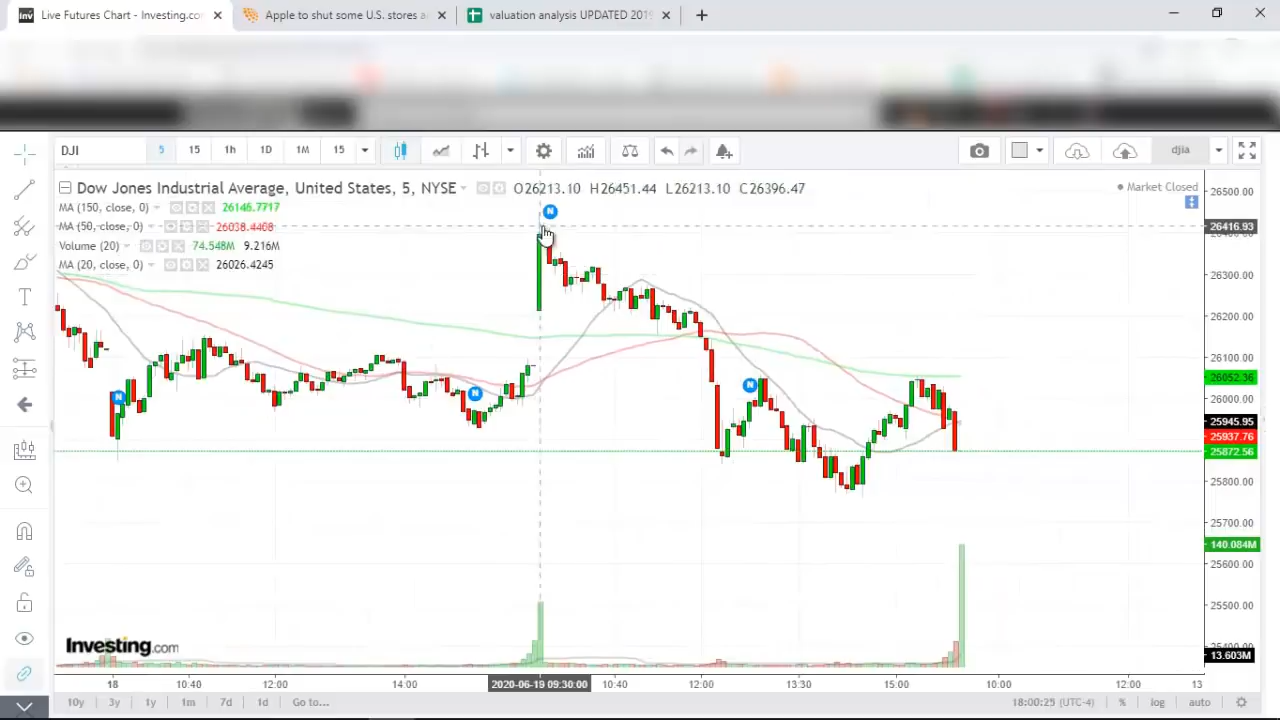 Live Futures Chart - Investing.co
Apple to shut some U.S. stores a
valuation analysis UPDATED 2019
DJI 5 15 1h 1D 1M 15 djia
Dow Jones Industrial Average, United States, 5, NYSE O26213.10 H26451.44 L26213.10 C26396.47
Market Closed
MA (150, close, 0) 26146.7717
MA (50, close, 0) 26038.4408
Volume (20) 74.548M 9.216M
MA (20, close, 0) 26026.4245
N
N
N
N
26500.00
26416.93
26300.00
26200.00
26100.00
26052.36
26000.00
25945.95
25937.76
25872.56
25800.00
25700.00
140.084M
25600.00
25500.00
13.603M
Investing.com
18 10:40 12:00 14:00 2020-06-19 09:30:00 10:40 12:00 13:30 15:00 10:00 12:00 13
10y 3y 1y 1m 7d 1d Go to... 18:00:25 (UTC-4) % log auto